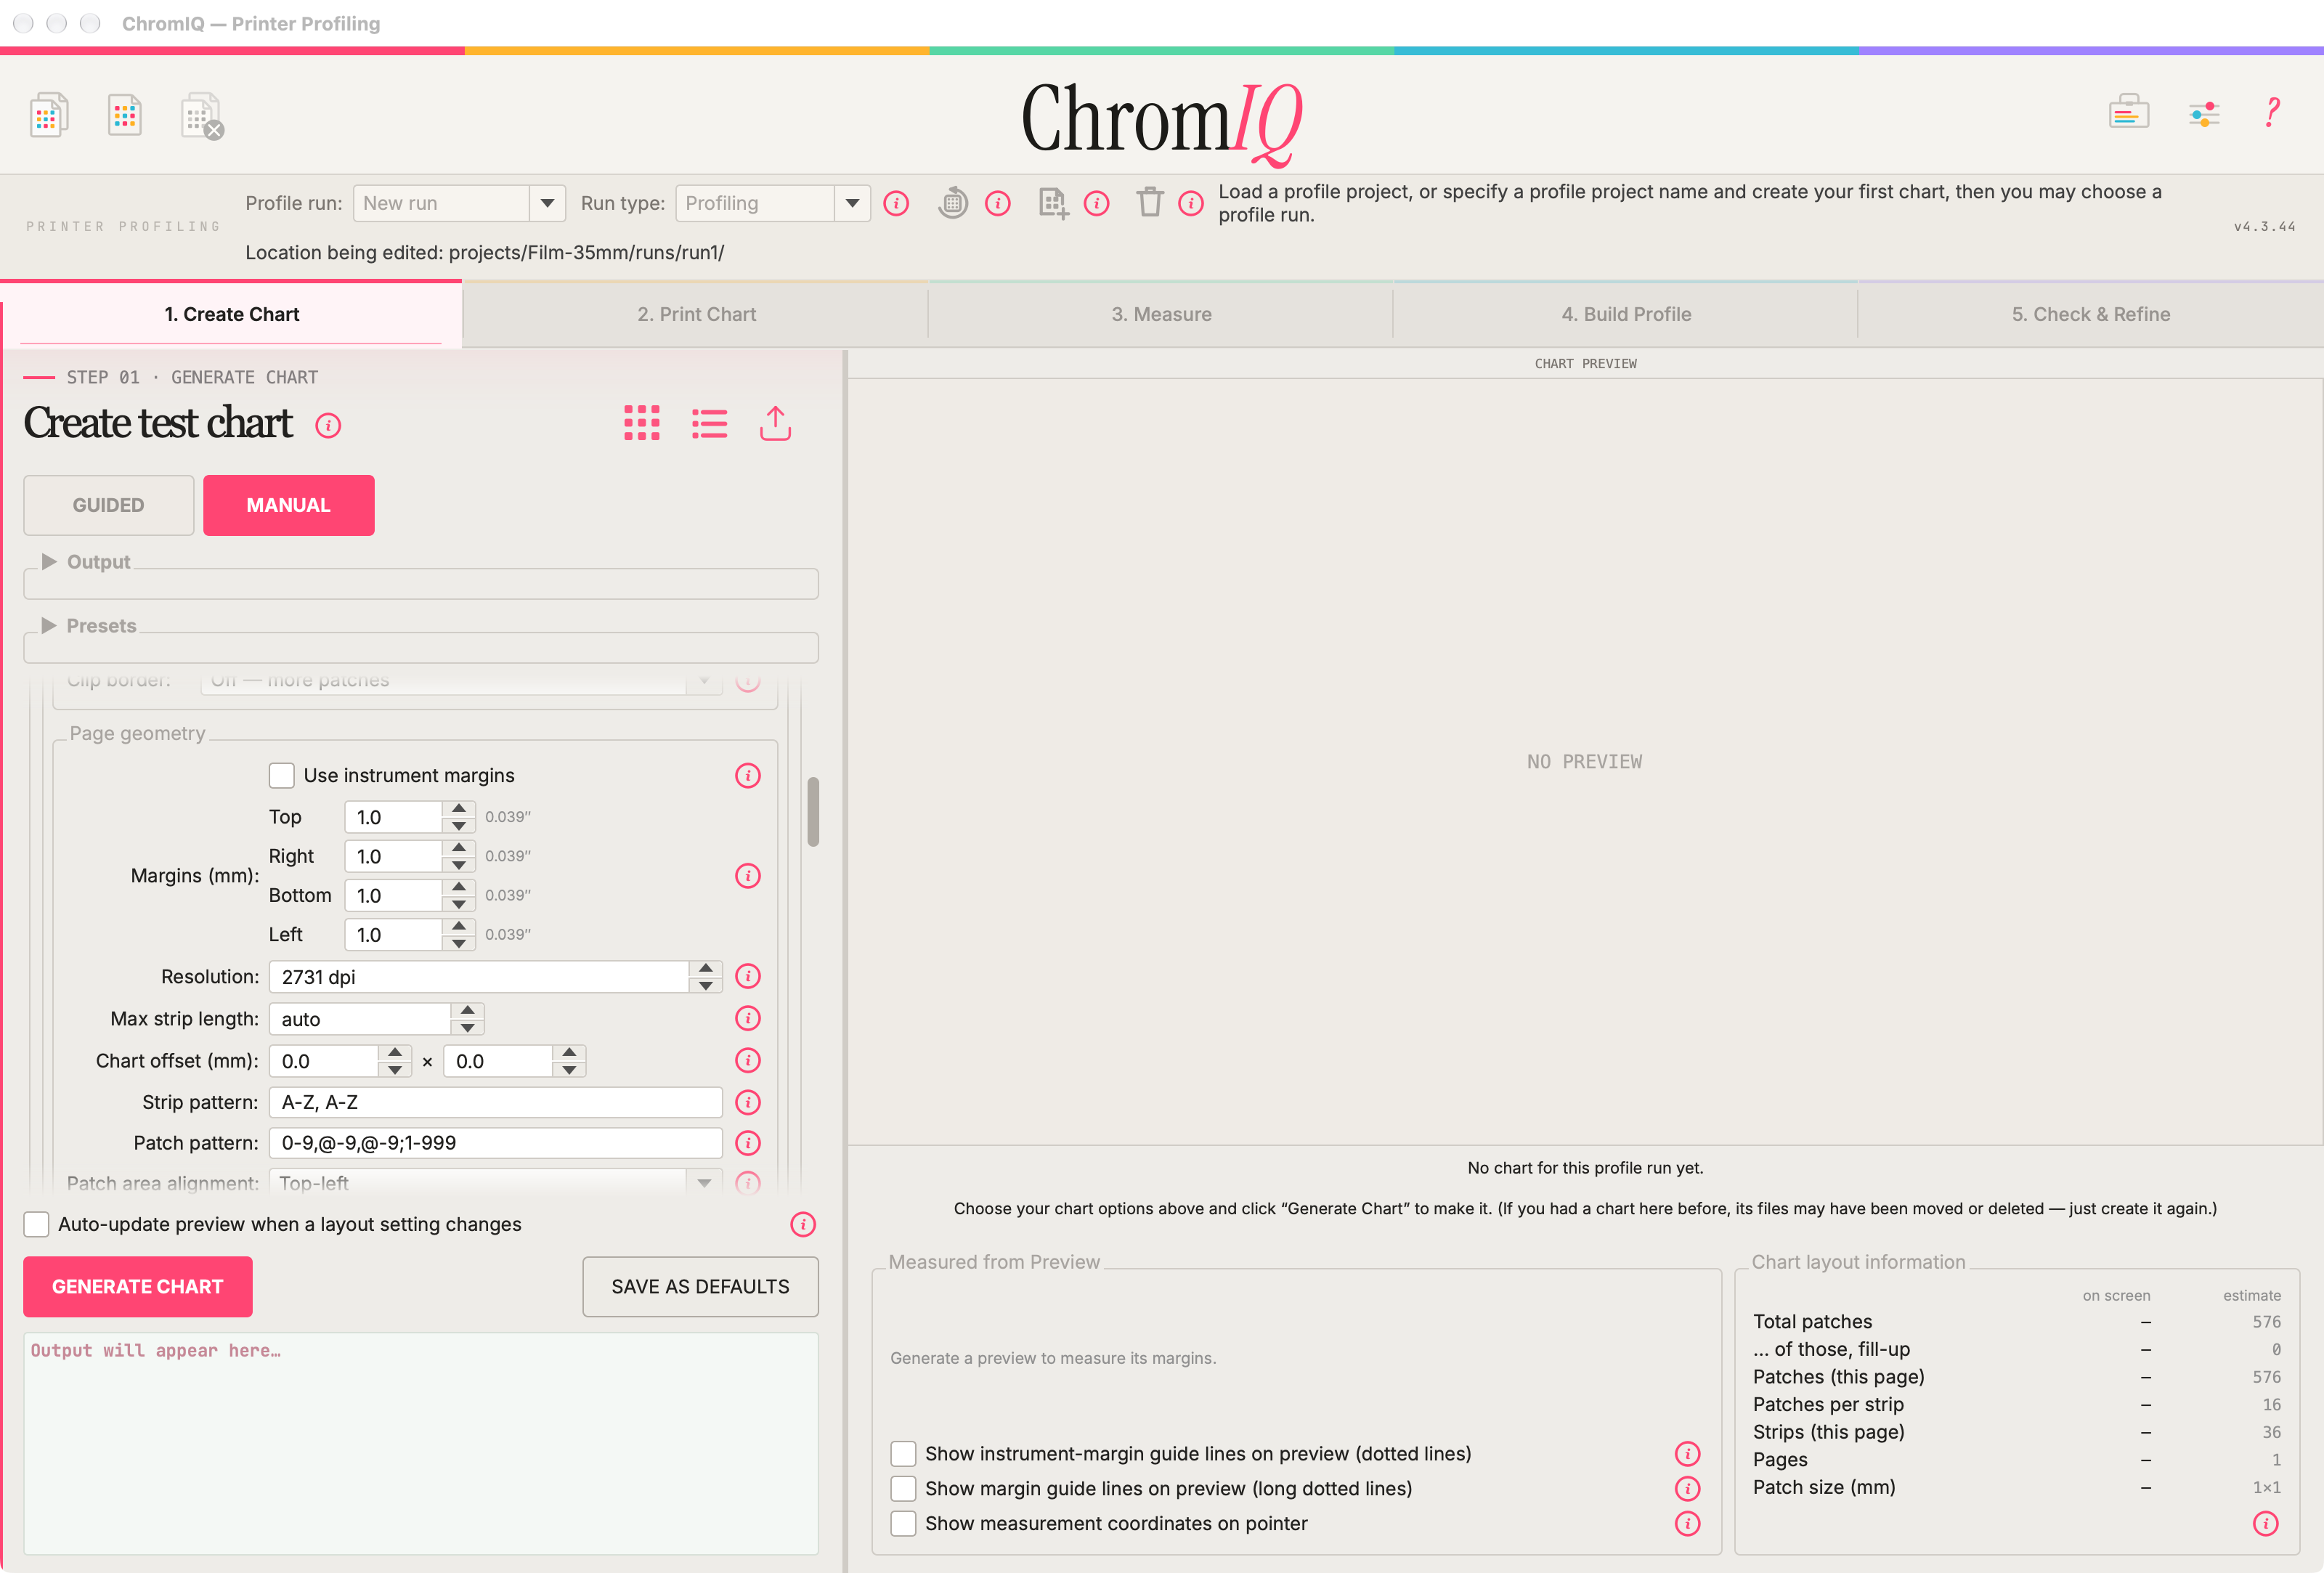 ChromIQ — Printer Profiling
ChromIQ
?
PRINTER PROFILING
Profile run: New run Run type: Profiling
Load a profile project, or specify a profile project name and create your first chart, then you may choose a
profile run.
v4.3.44
Location being edited: projects/Film-35mm/runs/run1/
1. Create Chart
2. Print Chart
3. Measure
4. Build Profile
5. Check & Refine
STEP 01 · GENERATE CHART
Create test chart
GUIDED
MANUAL
Output
Presets
Clip border: Off — more patches
Page geometry
Use instrument margins
Margins (mm):
Top 1.0 0.039″
Right 1.0 0.039″
Bottom 1.0 0.039″
Left 1.0 0.039″
Resolution: 2731 dpi
Max strip length: auto
Chart offset (mm): 0.0 × 0.0
Strip pattern: A-Z, A-Z
Patch pattern: 0-9,@-9,@-9;1-999
Patch area alignment: Top-left
Auto-update preview when a layout setting changes
GENERATE CHART
SAVE AS DEFAULTS
Output will appear here…
CHART PREVIEW
NO PREVIEW
No chart for this profile run yet.
Choose your chart options above and click “Generate Chart” to make it. (If you had a chart here before, its files may have been moved or deleted — just create it again.)
Measured from Preview
Generate a preview to measure its margins.
Show instrument-margin guide lines on preview (dotted lines)
Show margin guide lines on preview (long dotted lines)
Show measurement coordinates on pointer
Chart layout information
on screen estimate
Total patches – 576
… of those, fill-up – 0
Patches (this page) – 576
Patches per strip – 16
Strips (this page) – 36
Pages – 1
Patch size (mm) – 1×1